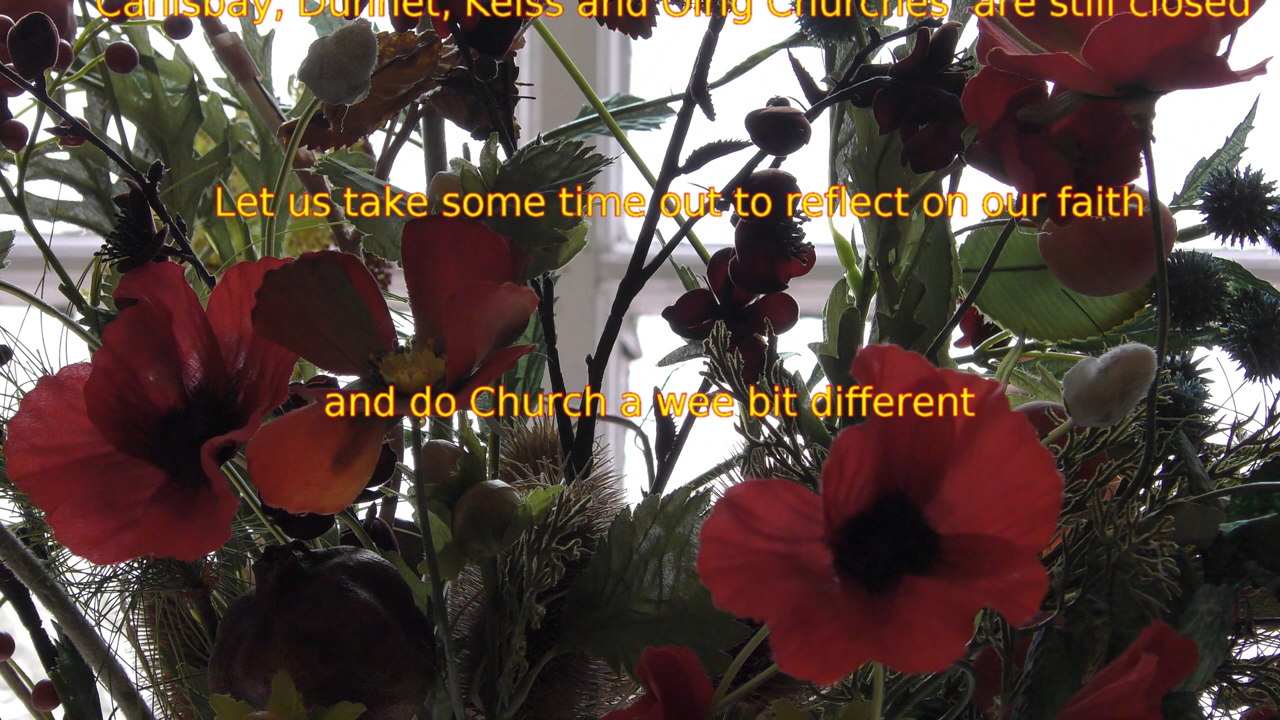 Canisbay, Dunnet, Keiss and Olrig Churches are still closed
Let us take some time out to reflect on our faith
and do Church a wee bit different